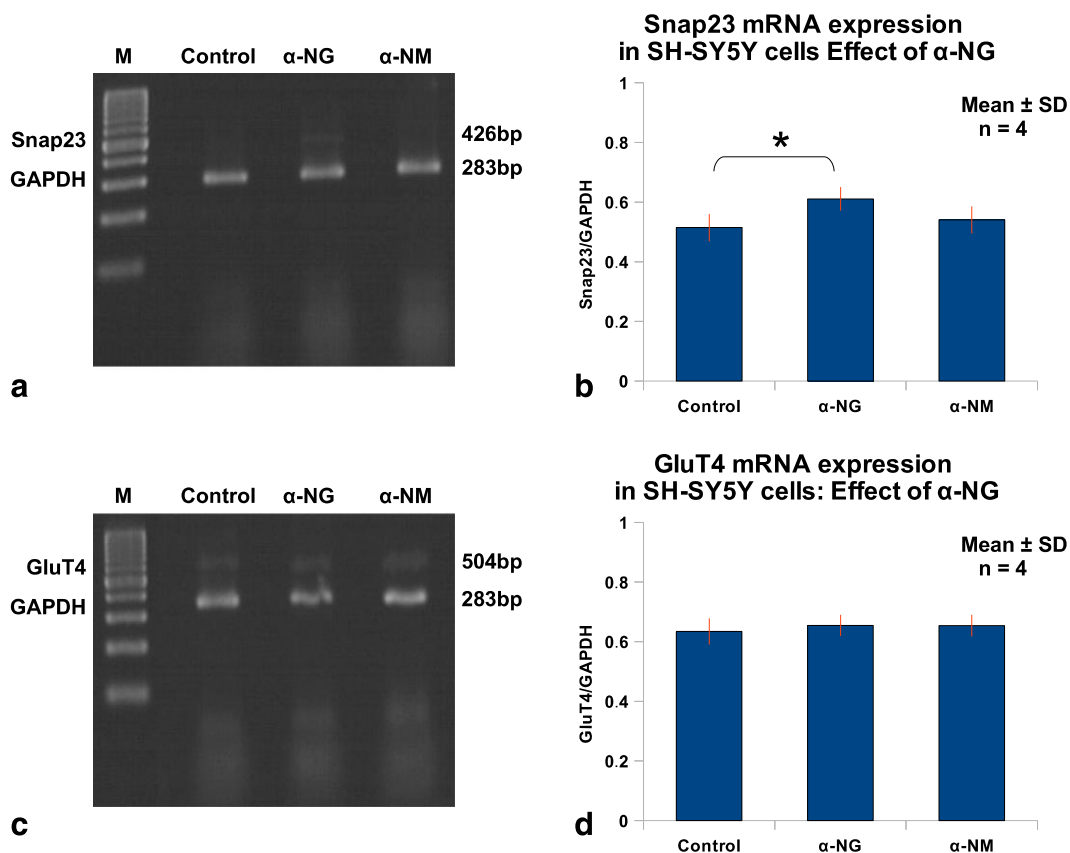 M Control α-NG α-NM
Snap23
GAPDH
426bp
283bp
a
Snap23 mRNA expression
in SH-SY5Y cells Effect of α-NG
Mean ± SD
n = 4
*
Snap23/GAPDH
1
0.8
0.6
0.4
0.2
0
Control α-NG α-NM
b
M Control α-NG α-NM
GluT4
GAPDH
504bp
283bp
c
GluT4 mRNA expression
in SH-SY5Y cells: Effect of α-NG
Mean ± SD
n = 4
GluT4/GAPDH
1
0.8
0.6
0.4
0.2
0
Control α-NG α-NM
d